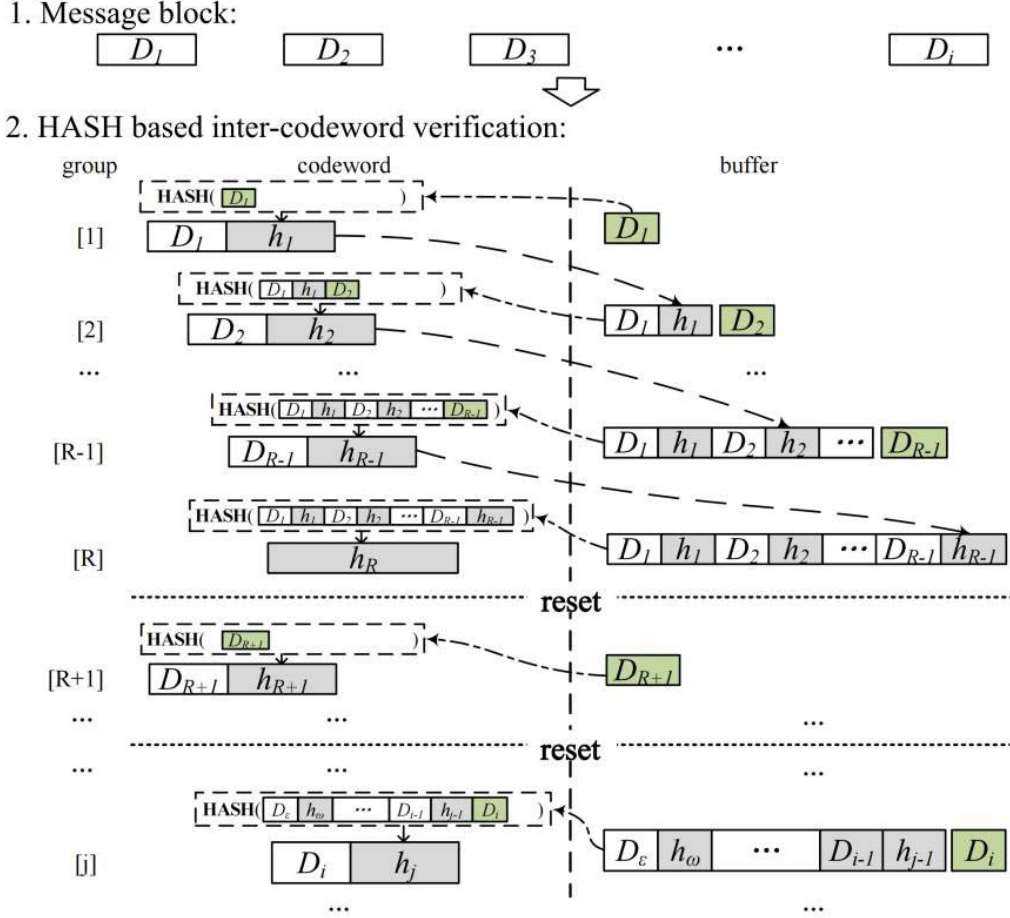 1. Message block:
D1 D2 D3 ... Di
2. HASH based inter-codeword verification:
group codeword buffer
HASH( D1 )
[1] D1 h1 D1
HASH( D1 h1 D2 )
[2] D2 h2 D1 h1 D2
... ... ...
HASH( D1 h1 D2 h2 ... DR-1 )
[R-1] DR-1 hR-1 D1 h1 D2 h2 ... DR-1
HASH( D1 h1 D2 h2 ... DR-1 hR-1 )
[R] hR D1 h1 D2 h2 ... DR-1 hR-1
reset
HASH( DR+1 )
[R+1] DR+1 hR+1 DR+1
... ... ...
reset
... ... ...
HASH( Dε hω ... Di-1 hj-1 Di )
[j] Di hj Dε hω ... Di-1 hj-1 Di
... ...